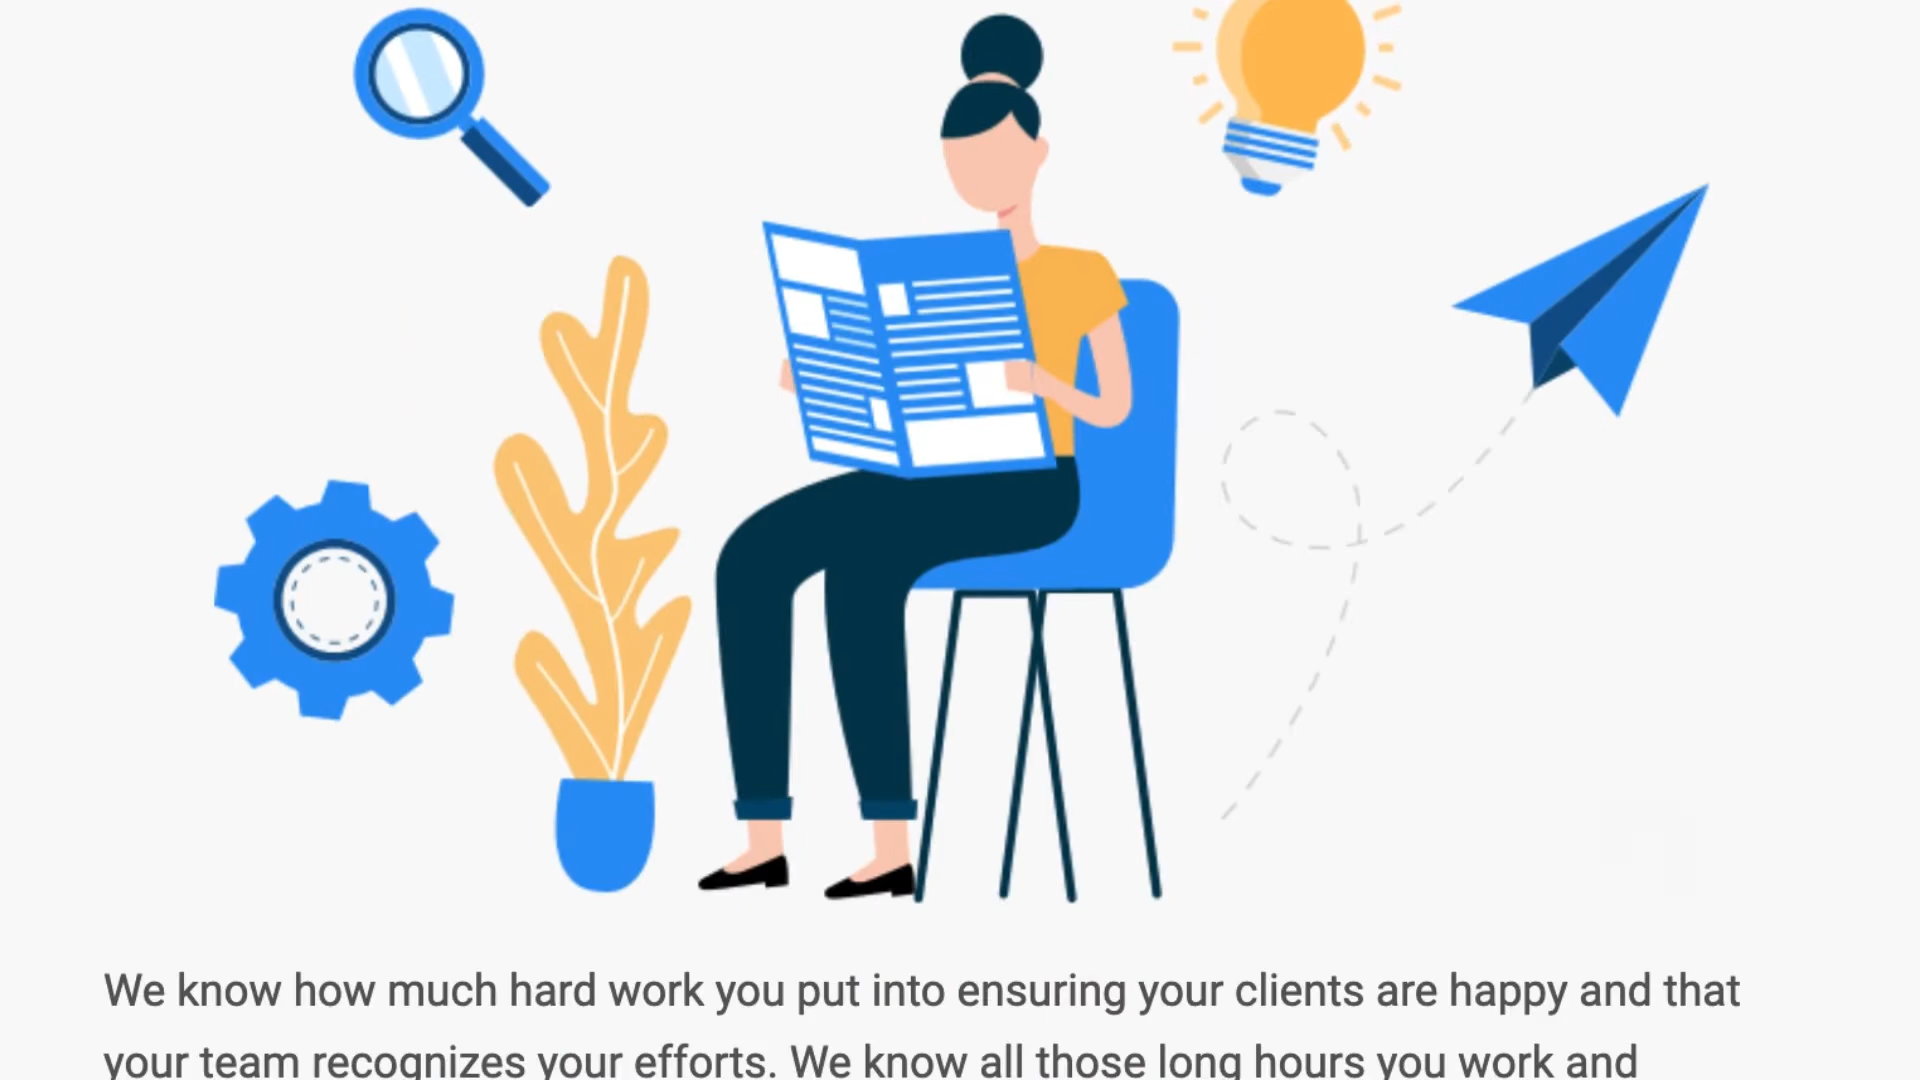 We know how much hard work you put into ensuring your clients are happy and that
your team recognizes your efforts. We know all those long hours you work and